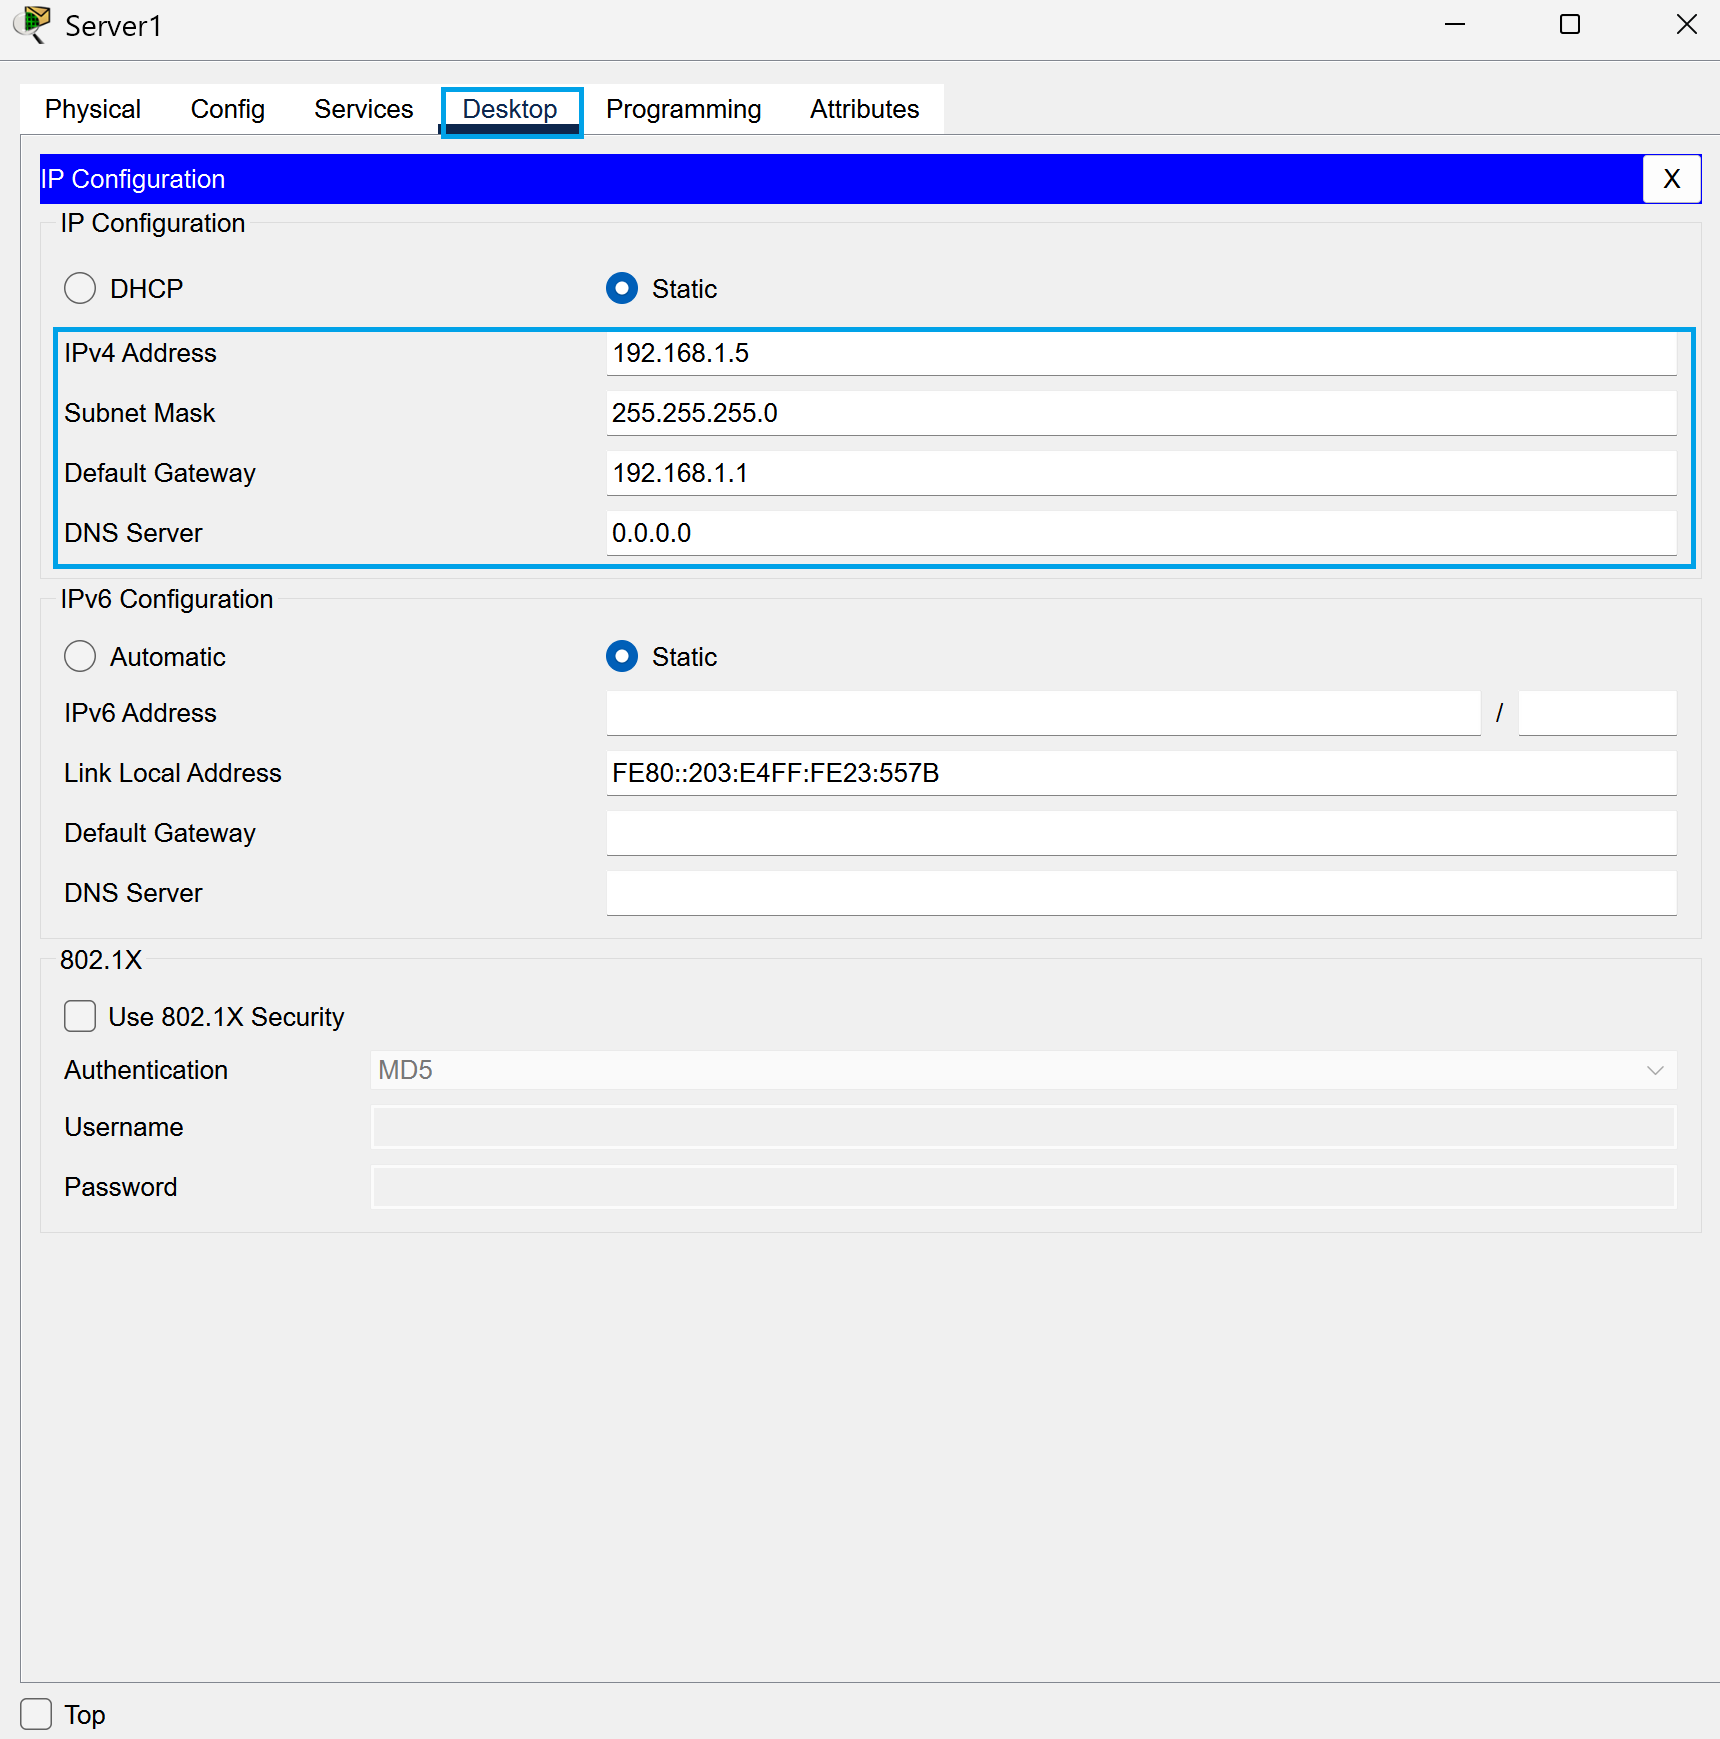 Server1
Physical Config Services Desktop Programming Attributes
IP Configuration X
IP Configuration
DHCP Static
IPv4 Address 192.168.1.5
Subnet Mask 255.255.255.0
Default Gateway 192.168.1.1
DNS Server 0.0.0.0
IPv6 Configuration
Automatic Static
IPv6 Address /
Link Local Address FE80::203:E4FF:FE23:557B
Default Gateway
DNS Server
802.1X
Use 802.1X Security
Authentication MD5
Username
Password
Top